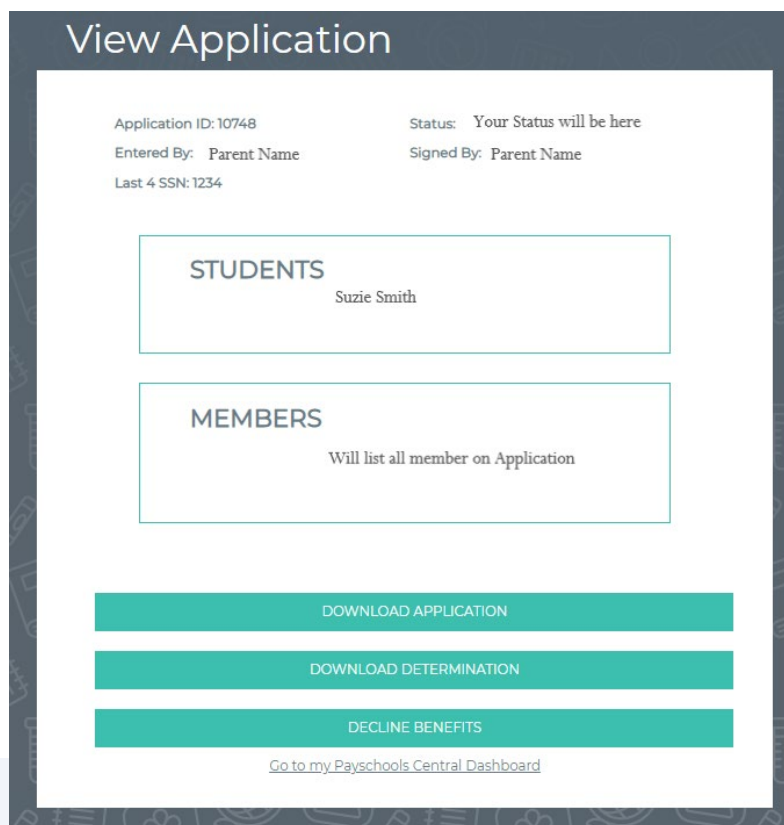 View Application
Application ID: 10748
Status: Your Status will be here
Entered By: Parent Name
Signed By: Parent Name
Last 4 SSN: 1234
STUDENTS
Suzie Smith
MEMBERS
Will list all member on Application
DOWNLOAD APPLICATION
DOWNLOAD DETERMINATION
DECLINE BENEFITS
Go to my Payschools Central Dashboard